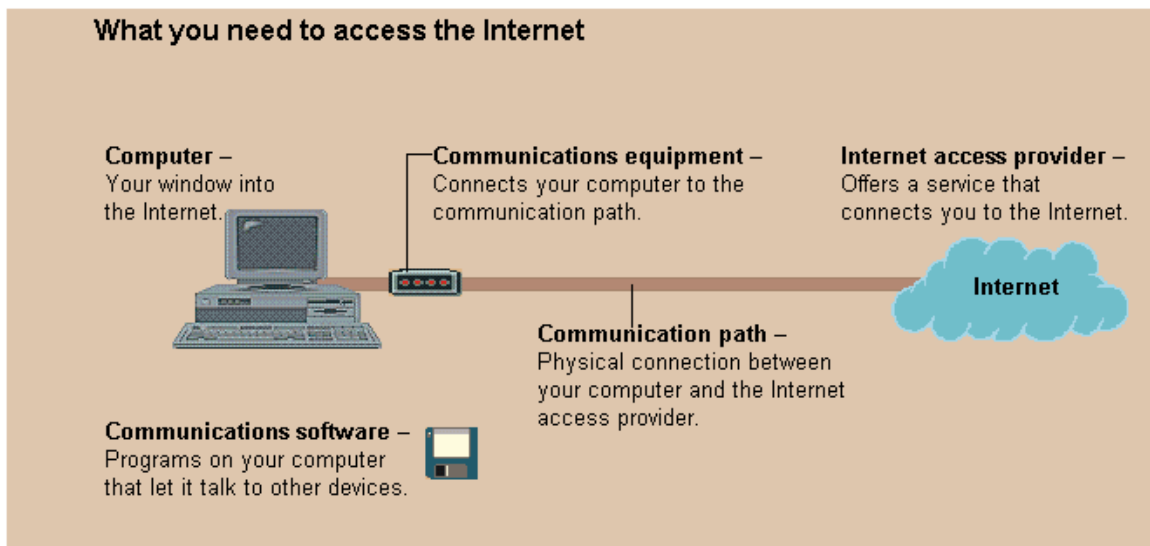 What you need to access the Internet
Computer –
Your window into
the Internet.
Communications equipment –
Connects your computer to the
communication path.
Internet access provider –
Offers a service that
connects you to the Internet.
Internet
Communication path –
Physical connection between
your computer and the Internet
access provider.
Communications software –
Programs on your computer
that let it talk to other devices.